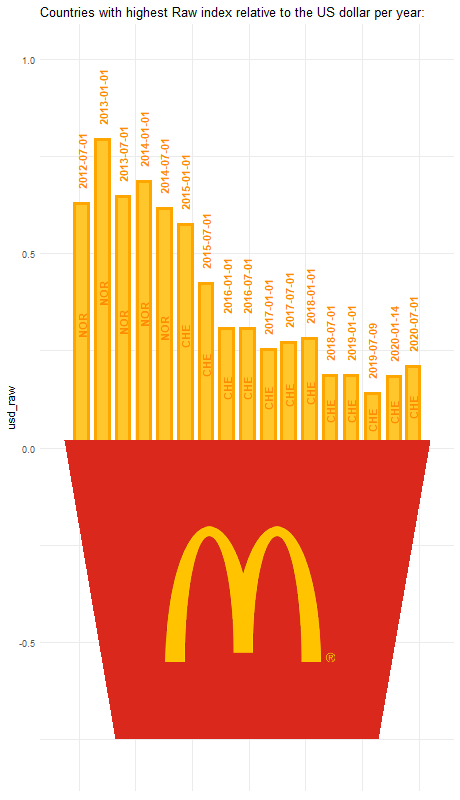 Countries with highest Raw index relative to the US dollar per year:
usd_raw
1.0
0.5
0.0
-0.5
2012-07-01
2013-01-01
2013-07-01
2014-01-01
2014-07-01
2015-01-01
2015-07-01
2016-01-01
2016-07-01
2017-01-01
2017-07-01
2018-01-01
2018-07-01
2019-01-01
2019-07-09
2020-01-14
2020-07-01
NOR
NOR
NOR
NOR
NOR
CHE
CHE
CHE
CHE
CHE
CHE
CHE
CHE
CHE
CHE
CHE
CHE
®